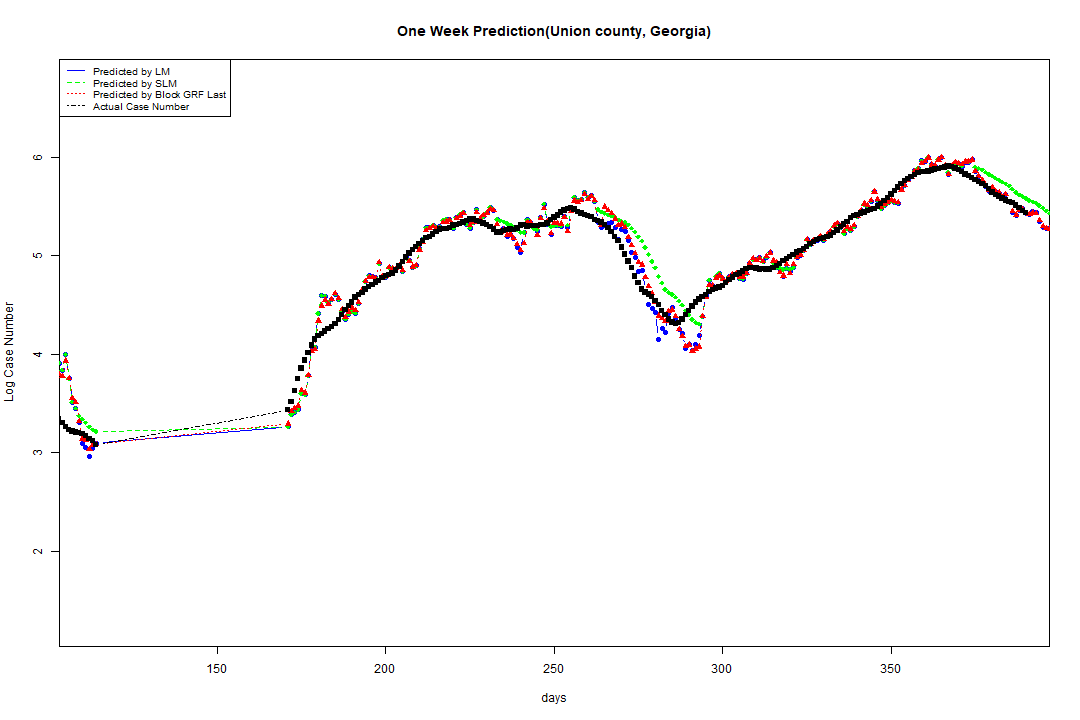 One Week Prediction(Union county, Georgia)
Predicted by LM
Predicted by SLM
Predicted by Block GRF Last
Actual Case Number
Log Case Number
6
5
4
3
2
150
200
250
300
350
days